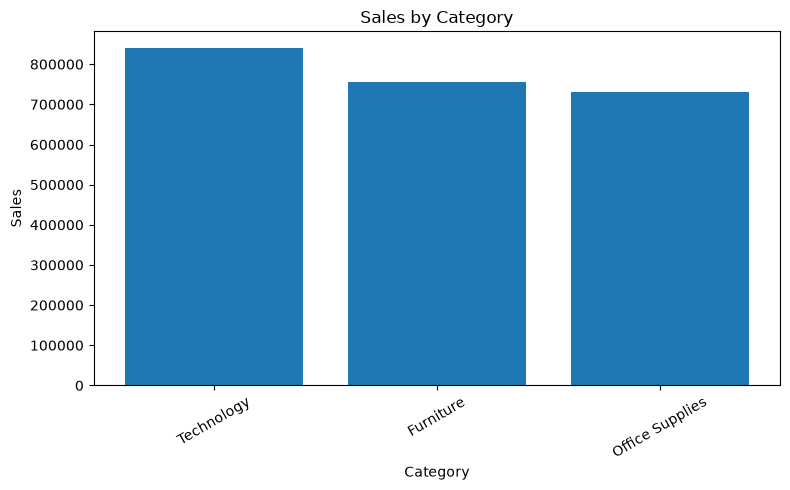 Sales by Category
Sales
800000
700000
600000
500000
400000
300000
200000
100000
0
Technology
Furniture
Office Supplies
Category